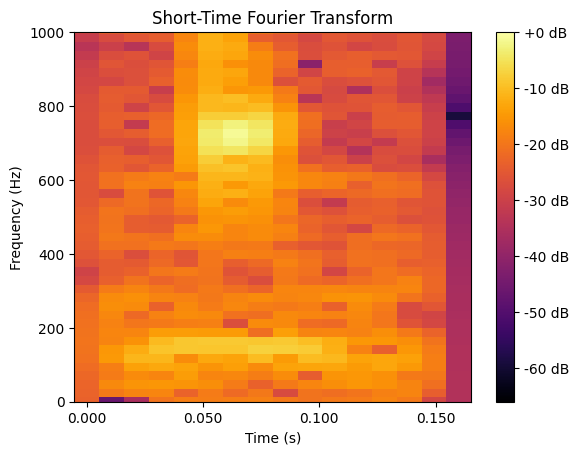 Short-Time Fourier Transform
1000
800
600
400
200
0
Frequency (Hz)
0.000
0.050
0.100
0.150
Time (s)
+0 dB
-10 dB
-20 dB
-30 dB
-40 dB
-50 dB
-60 dB